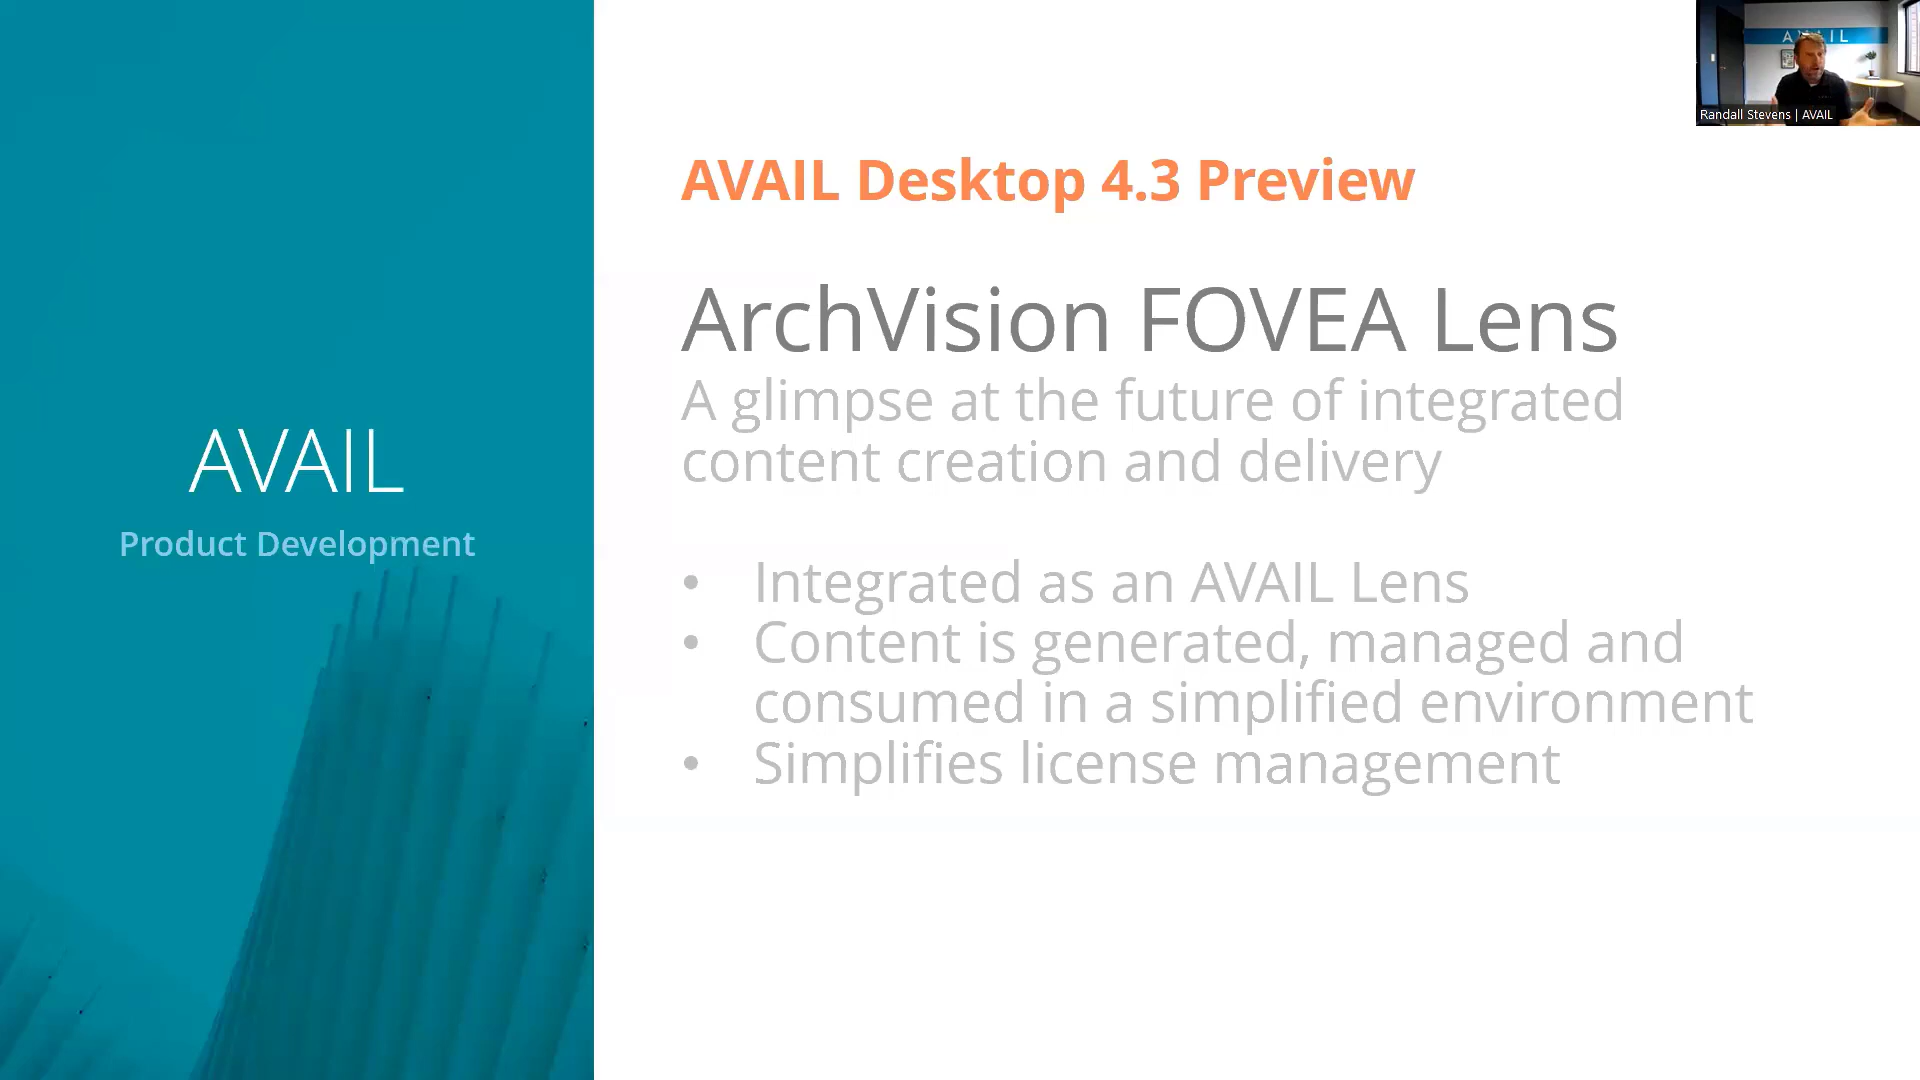 AVAIL
Product Development
AVAIL Desktop 4.3 Preview
ArchVision FOVEA Lens
A glimpse at the future of integrated
content creation and delivery
• Integrated as an AVAIL Lens
• Content is generated, managed and
consumed in a simplified environment
• Simplifies license management
AVAIL
Randall Stevens | AVAIL